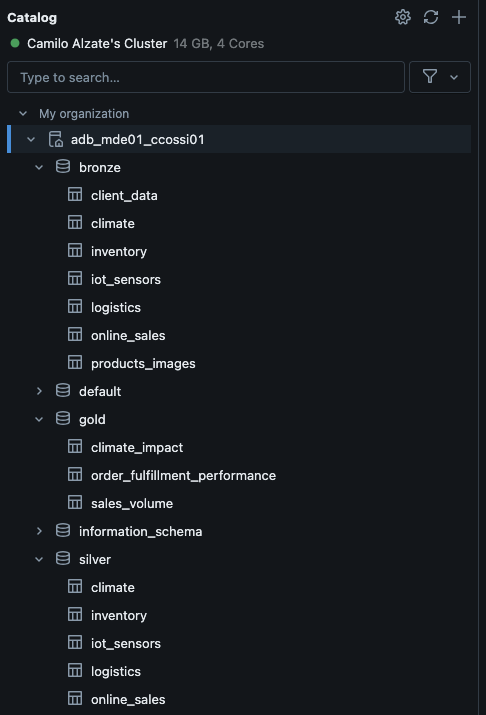 Catalog
Camilo Alzate's Cluster 14 GB, 4 Cores
Type to search...
My organization
adb_mde01_ccossi01
bronze
client_data
climate
inventory
iot_sensors
logistics
online_sales
products_images
default
gold
climate_impact
order_fulfillment_performance
sales_volume
information_schema
silver
climate
inventory
iot_sensors
logistics
online_sales